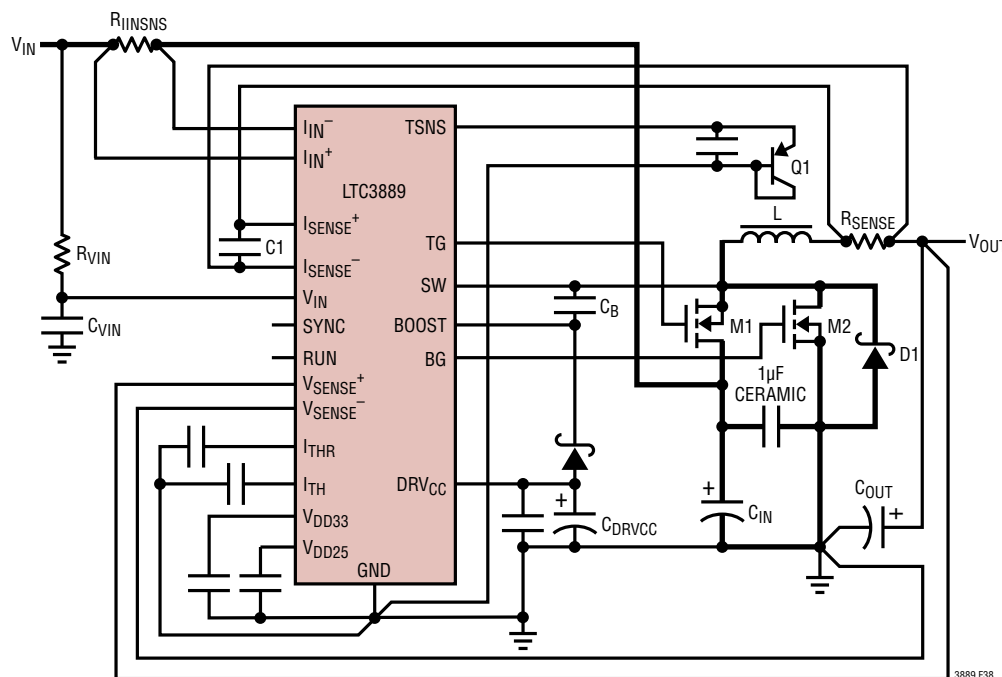 R_IINSNS
V_IN
I_IN^–
I_IN^+
LTC3889
I_SENSE^+
C1
I_SENSE^–
V_IN
SYNC
RUN
V_SENSE^+
V_SENSE^–
I_THR
I_TH
V_DD33
V_DD25
GND
TSNS
TG
SW
BOOST
BG
DRV_CC
R_VIN
C_VIN
Q1
L
R_SENSE
V_OUT
C_B
M1
M2
D1
1µF
CERAMIC
+
C_DRVCC
+
C_IN
C_OUT
+
3889 F38